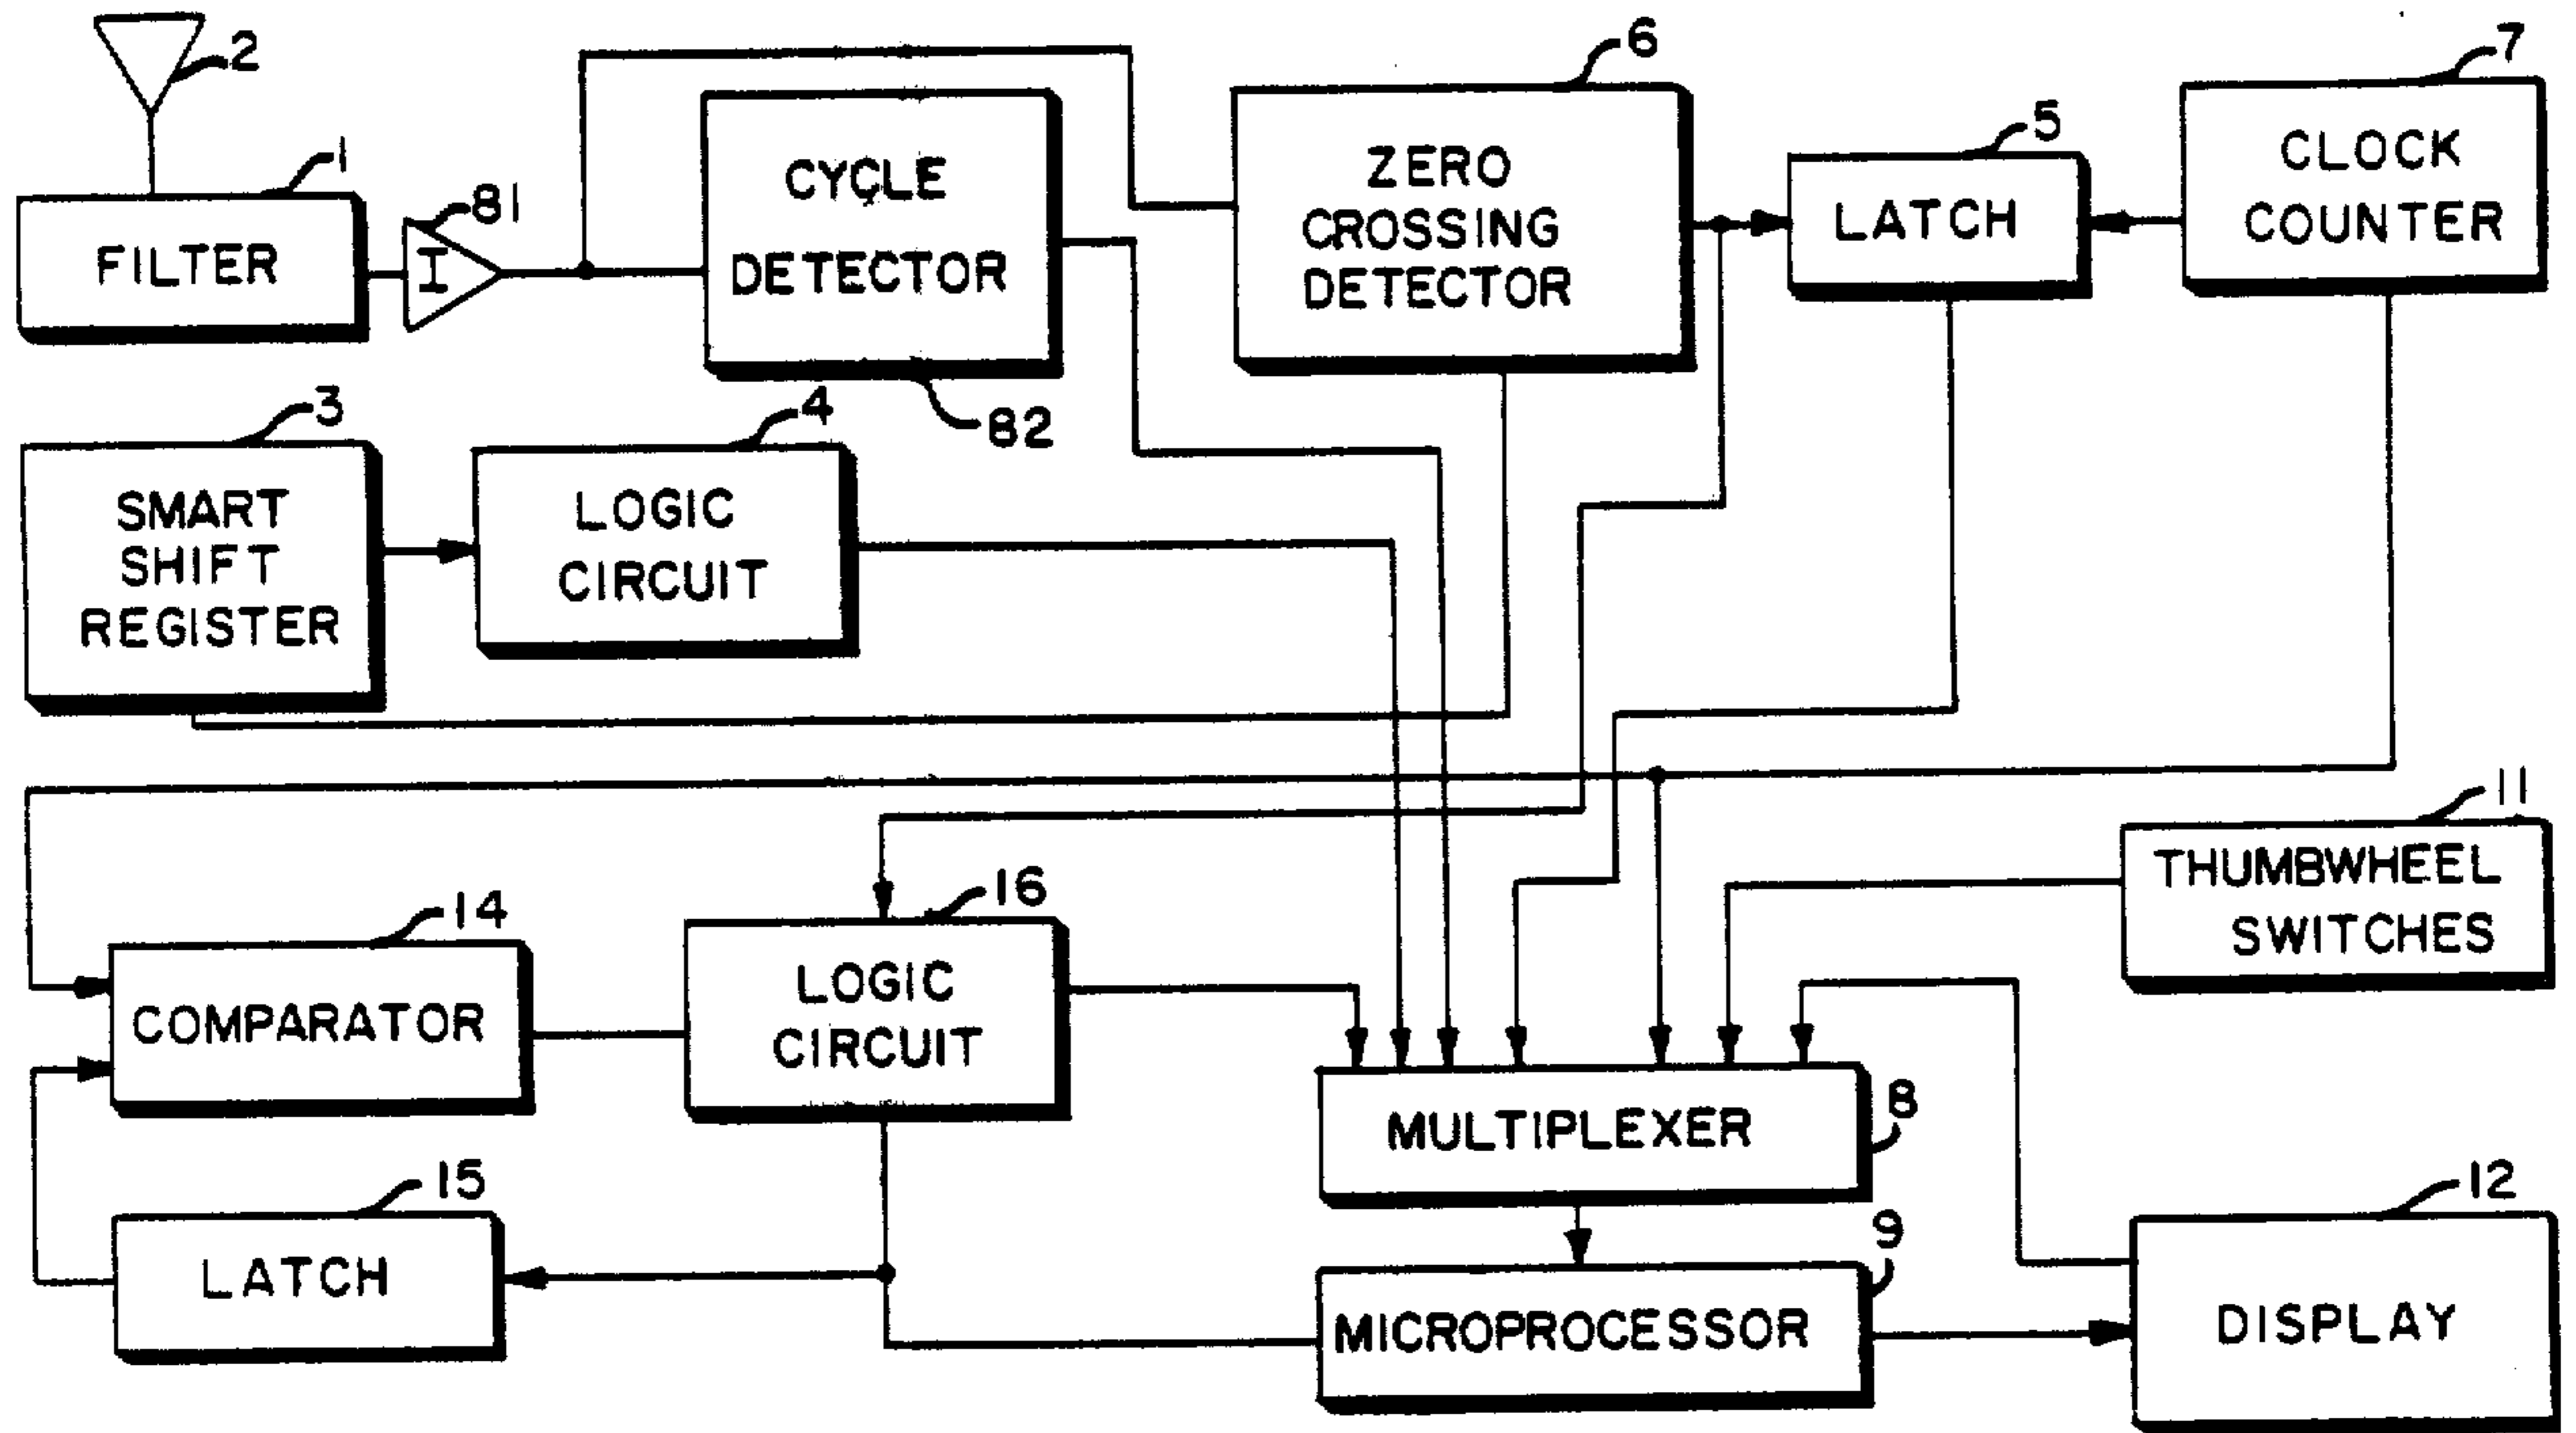 2
1
FILTER
81
I
CYCLE
DETECTOR
82
6
ZERO
CROSSING
DETECTOR
5
LATCH
7
CLOCK
COUNTER
3
SMART
SHIFT
REGISTER
4
LOGIC
CIRCUIT
11
THUMBWHEEL
SWITCHES
14
COMPARATOR
16
LOGIC
CIRCUIT
MULTIPLEXER
8
15
LATCH
9
MICROPROCESSOR
12
DISPLAY